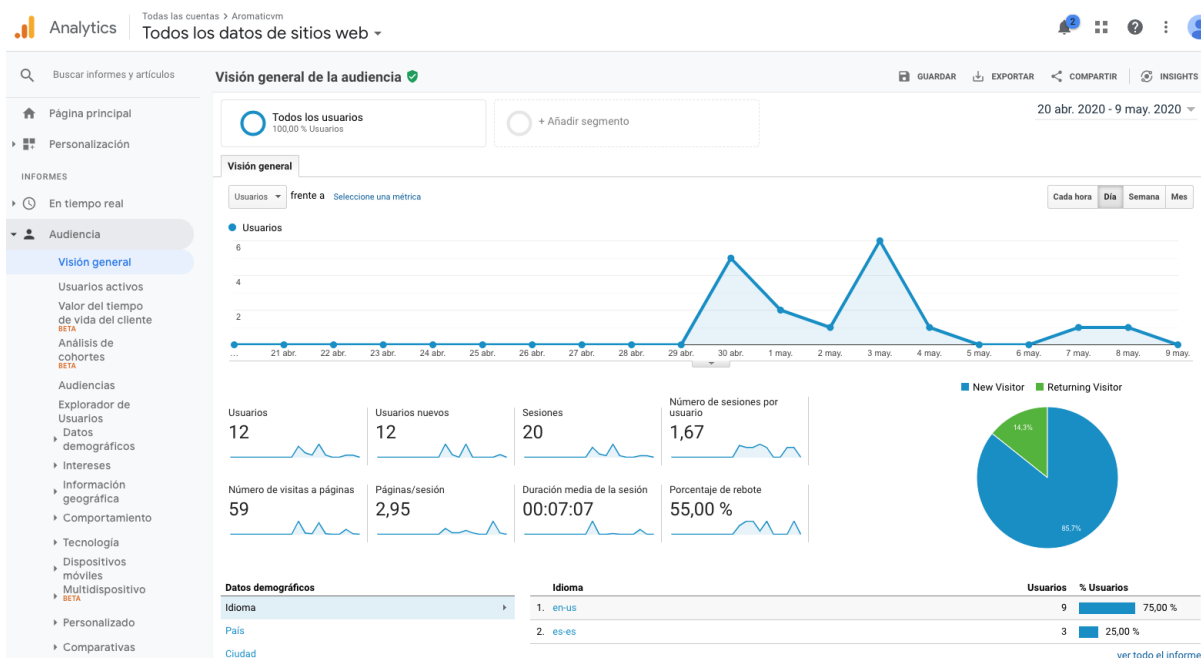 Analytics
Todas las cuentas > Aromaticvm
Todos los datos de sitios web
2
Buscar informes y artículos
Página principal
Personalización
INFORMES
En tiempo real
Audiencia
Visión general
Usuarios activos
Valor del tiempo
de vida del cliente
BETA
Análisis de
cohortes
BETA
Audiencias
Explorador de
Usuarios
Datos
demográficos
Intereses
Información
geográfica
Comportamiento
Tecnología
Dispositivos
móviles
Multidispositivo
BETA
Personalizado
Comparativas
Visión general de la audiencia
GUARDAR
EXPORTAR
COMPARTIR
INSIGHTS
Todos los usuarios
100,00 % Usuarios
+ Añadir segmento
20 abr. 2020 - 9 may. 2020
Visión general
Usuarios frente a Seleccione una métrica
Cada hora Día Semana Mes
Usuarios
6
4
2
... 21 abr. 22 abr. 23 abr. 24 abr. 25 abr. 26 abr. 27 abr. 28 abr. 29 abr. 30 abr. 1 may. 2 may. 3 may. 4 may. 5 may. 6 may. 7 may. 8 may. 9 may.
Usuarios
12
Usuarios nuevos
12
Sesiones
20
Número de sesiones por
usuario
1,67
Número de visitas a páginas
59
Páginas/sesión
2,95
Duración media de la sesión
00:07:07
Porcentaje de rebote
55,00 %
New Visitor Returning Visitor
14,3%
85,7%
Datos demográficos
Idioma
País
Ciudad
Idioma Usuarios % Usuarios
1. en-us 9 75,00 %
2. es-es 3 25,00 %
ver todo el informe